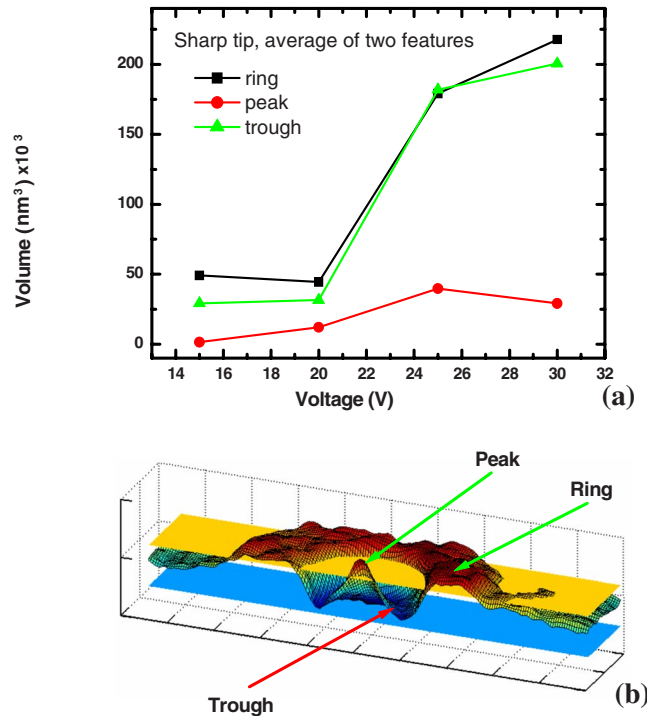 Sharp tip, average of two features
ring
peak
trough
Volume (nm³) x10³
200
150
100
50
0
14 16 18 20 22 24 26 28 30 32
Voltage (V)
(a)
Peak
Ring
Trough
(b)